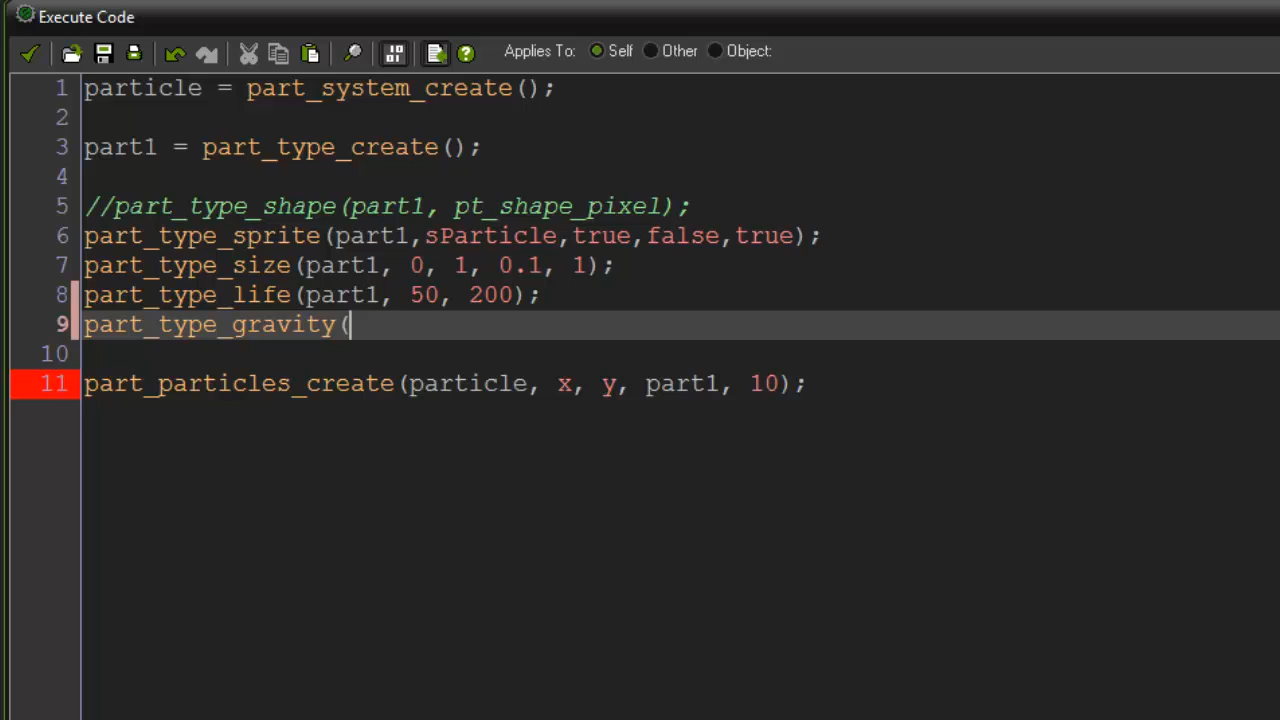 Execute Code
Applies To: Self Other Object:
1 particle = part_system_create();
2
3 part1 = part_type_create();
4
5 //part_type_shape(part1, pt_shape_pixel);
6 part_type_sprite(part1,sParticle,true,false,true);
7 part_type_size(part1, 0, 1, 0.1, 1);
8 part_type_life(part1, 50, 200);
9 part_type_gravity(
10
11 part_particles_create(particle, x, y, part1, 10);